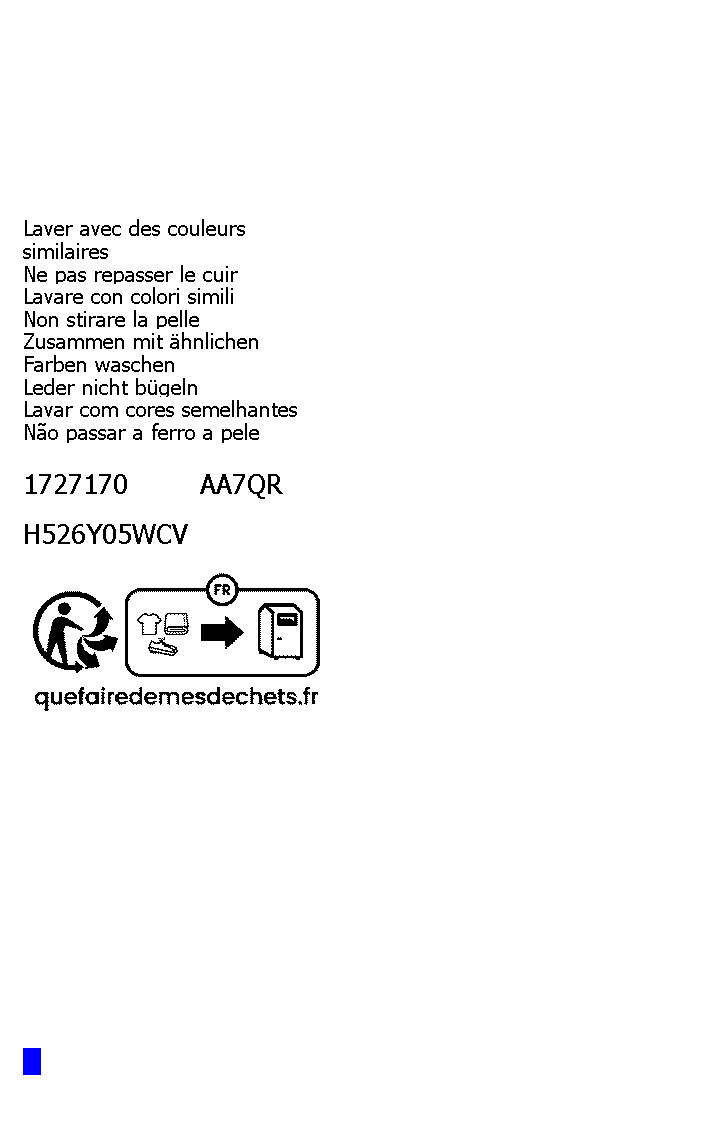 Laver avec des couleurs
similaires
Ne pas repasser le cuir
Lavare con colori simili
Non stirare la pelle
Zusammen mit ähnlichen
Farben waschen
Leder nicht bügeln
Lavar com cores semelhantes
Não passar a ferro a pele
1727170 AA7QR
H526Y05WCV
FR
quefairedemesdechets.fr